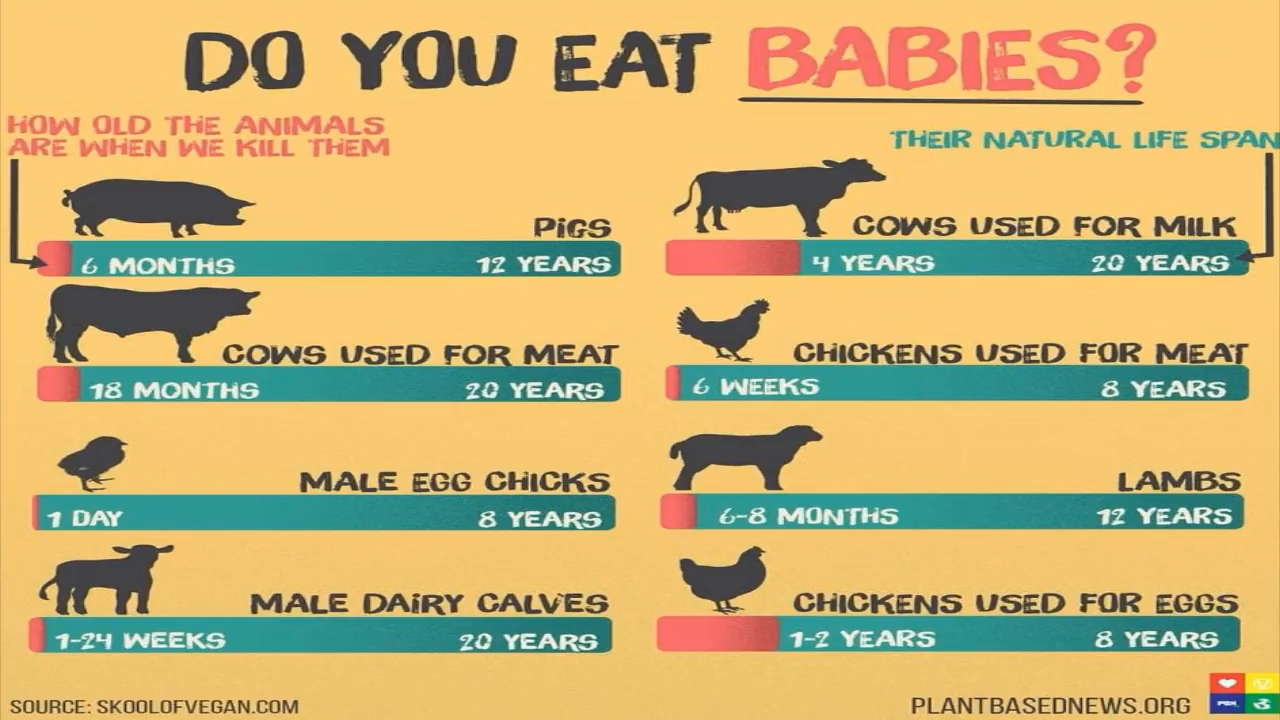 DO YOU EAT BABIES?
HOW OLD THE ANIMALS
ARE WHEN WE KILL THEM
THEIR NATURAL LIFE SPAN
PIGS
6 MONTHS 12 YEARS
COWS USED FOR MILK
4 YEARS 20 YEARS
COWS USED FOR MEAT
18 MONTHS 20 YEARS
CHICKENS USED FOR MEAT
6 WEEKS 8 YEARS
MALE EGG CHICKS
1 DAY 8 YEARS
LAMBS
6-8 MONTHS 12 YEARS
MALE DAIRY CALVES
1-24 WEEKS 20 YEARS
CHICKENS USED FOR EGGS
1-2 YEARS 8 YEARS
SOURCE: SKOOLOFVEGAN.COM
PLANTBASEDNEWS.ORG
PBN